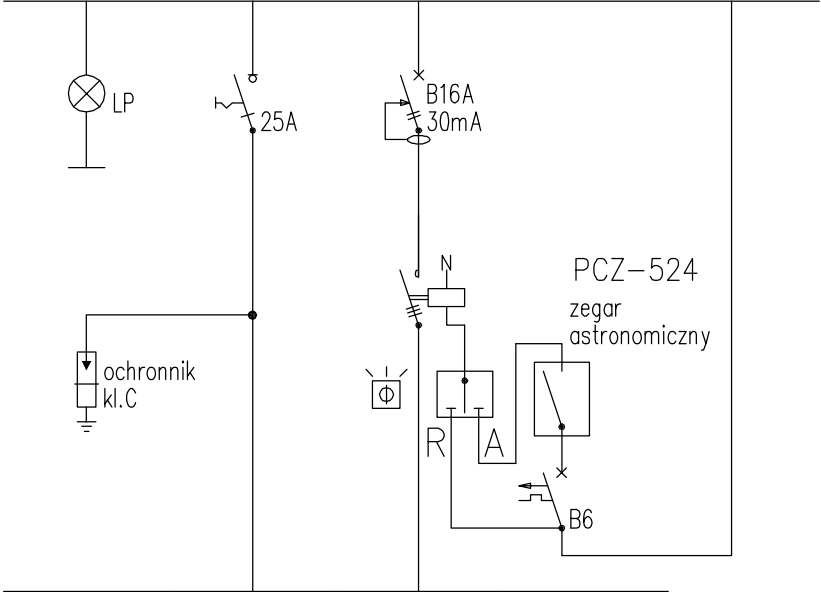 LP
25A
B16A
30mA
N
PCZ-524
zegar
astronomiczny
ochronnik
kl.C
R A
B6